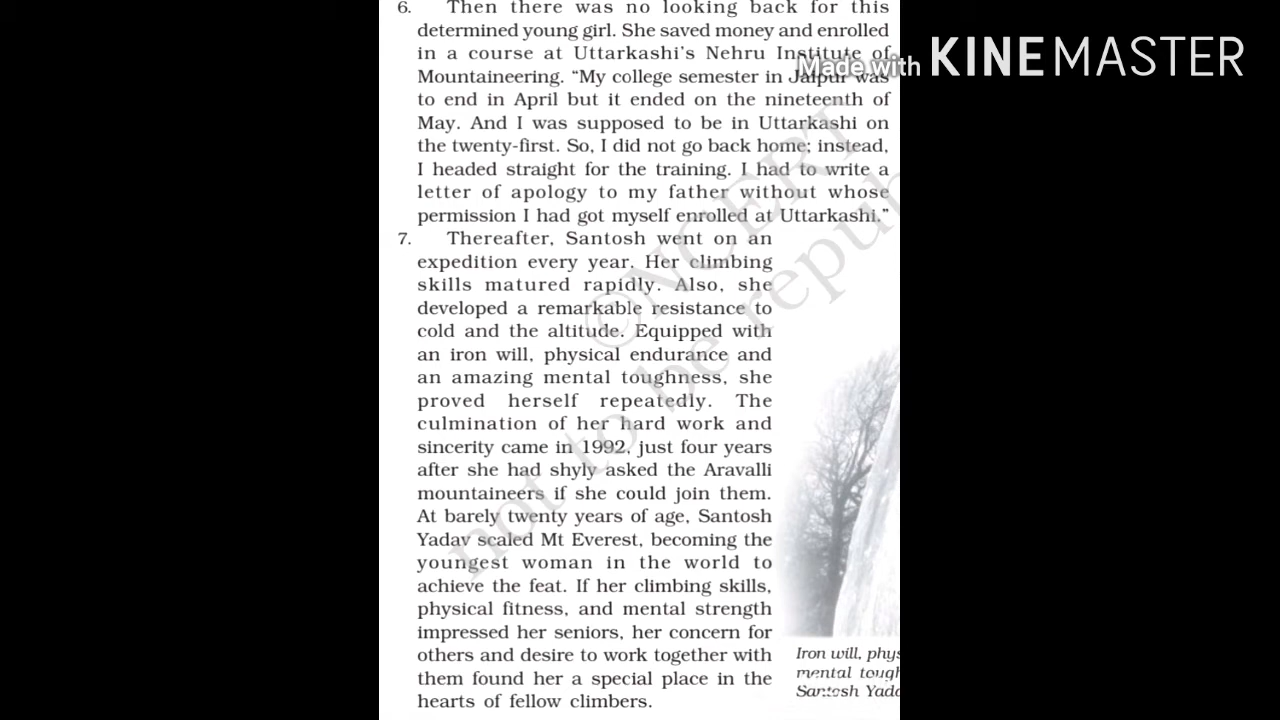 6. Then there was no looking back for this
determined young girl. She saved money and enrolled
in a course at Uttarkashi's Nehru Institute of
Mountaineering. “My college semester in Jaipur was
to end in April but it ended on the nineteenth of
May. And I was supposed to be in Uttarkashi on
the twenty-first. So, I did not go back home; instead,
I headed straight for the training. I had to write a
letter of apology to my father without whose
permission I had got myself enrolled at Uttarkashi.”
7. Thereafter, Santosh went on an
expedition every year. Her climbing
skills matured rapidly. Also, she
developed a remarkable resistance to
cold and the altitude. Equipped with
an iron will, physical endurance and
an amazing mental toughness, she
proved herself repeatedly. The
culmination of her hard work and
sincerity came in 1992, just four years
after she had shyly asked the Aravalli
mountaineers if she could join them.
At barely twenty years of age, Santosh
Yadav scaled Mt Everest, becoming the
youngest woman in the world to
achieve the feat. If her climbing skills,
physical fitness, and mental strength
impressed her seniors, her concern for
others and desire to work together with
them found her a special place in the
hearts of fellow climbers.
Iron will, phys
mental tough
Santosh Yada
Made with KINEMASTER
©NCERT
not to be repub